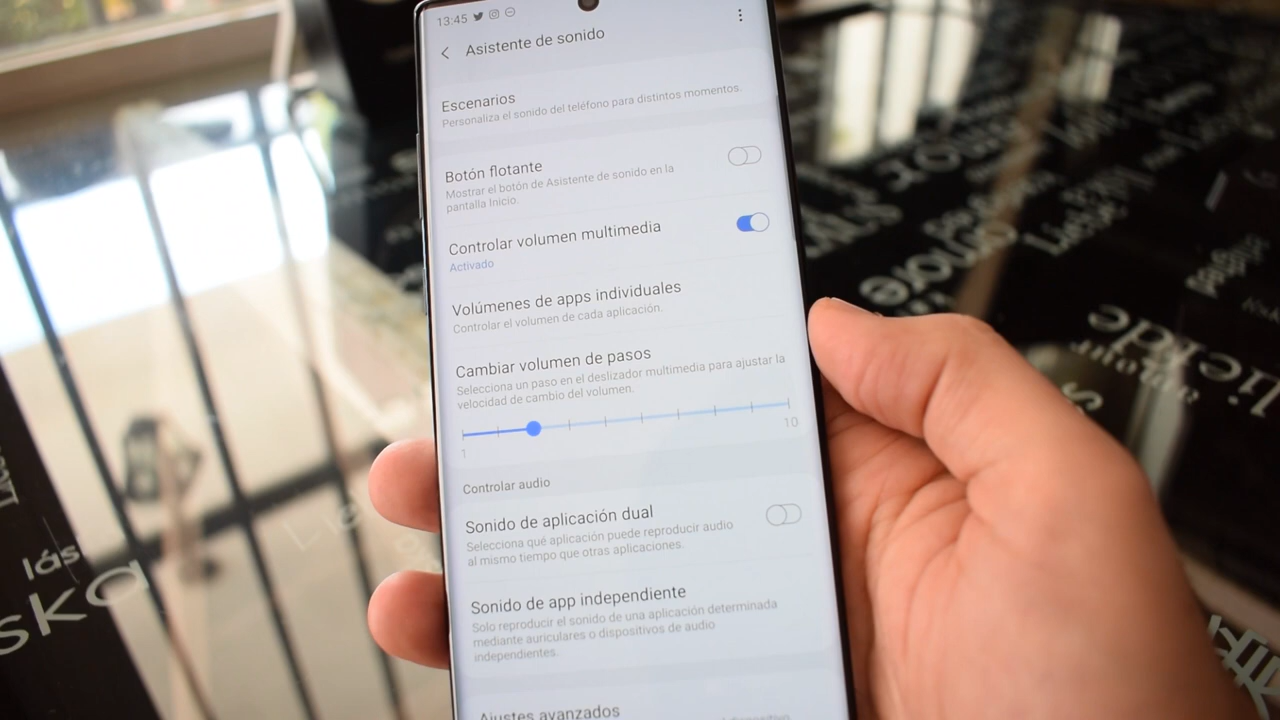 13:45
Asistente de sonido
Escenarios
Personaliza el sonido del teléfono para distintos momentos.
Botón flotante
Mostrar el botón de Asistente de sonido en la
pantalla Inicio.
Controlar volumen multimedia
Activado
Volúmenes de apps individuales
Controlar el volumen de cada aplicación.
Cambiar volumen de pasos
Selecciona un paso en el deslizador multimedia para ajustar la
velocidad de cambio del volumen.
1
10
Controlar audio
Sonido de aplicación dual
Selecciona qué aplicación puede reproducir audio
al mismo tiempo que otras aplicaciones.
Sonido de app independiente
Solo reproducir el sonido de una aplicación determinada
mediante auriculares o dispositivos de audio
independientes.
Ajustes avanzados
lás
ska